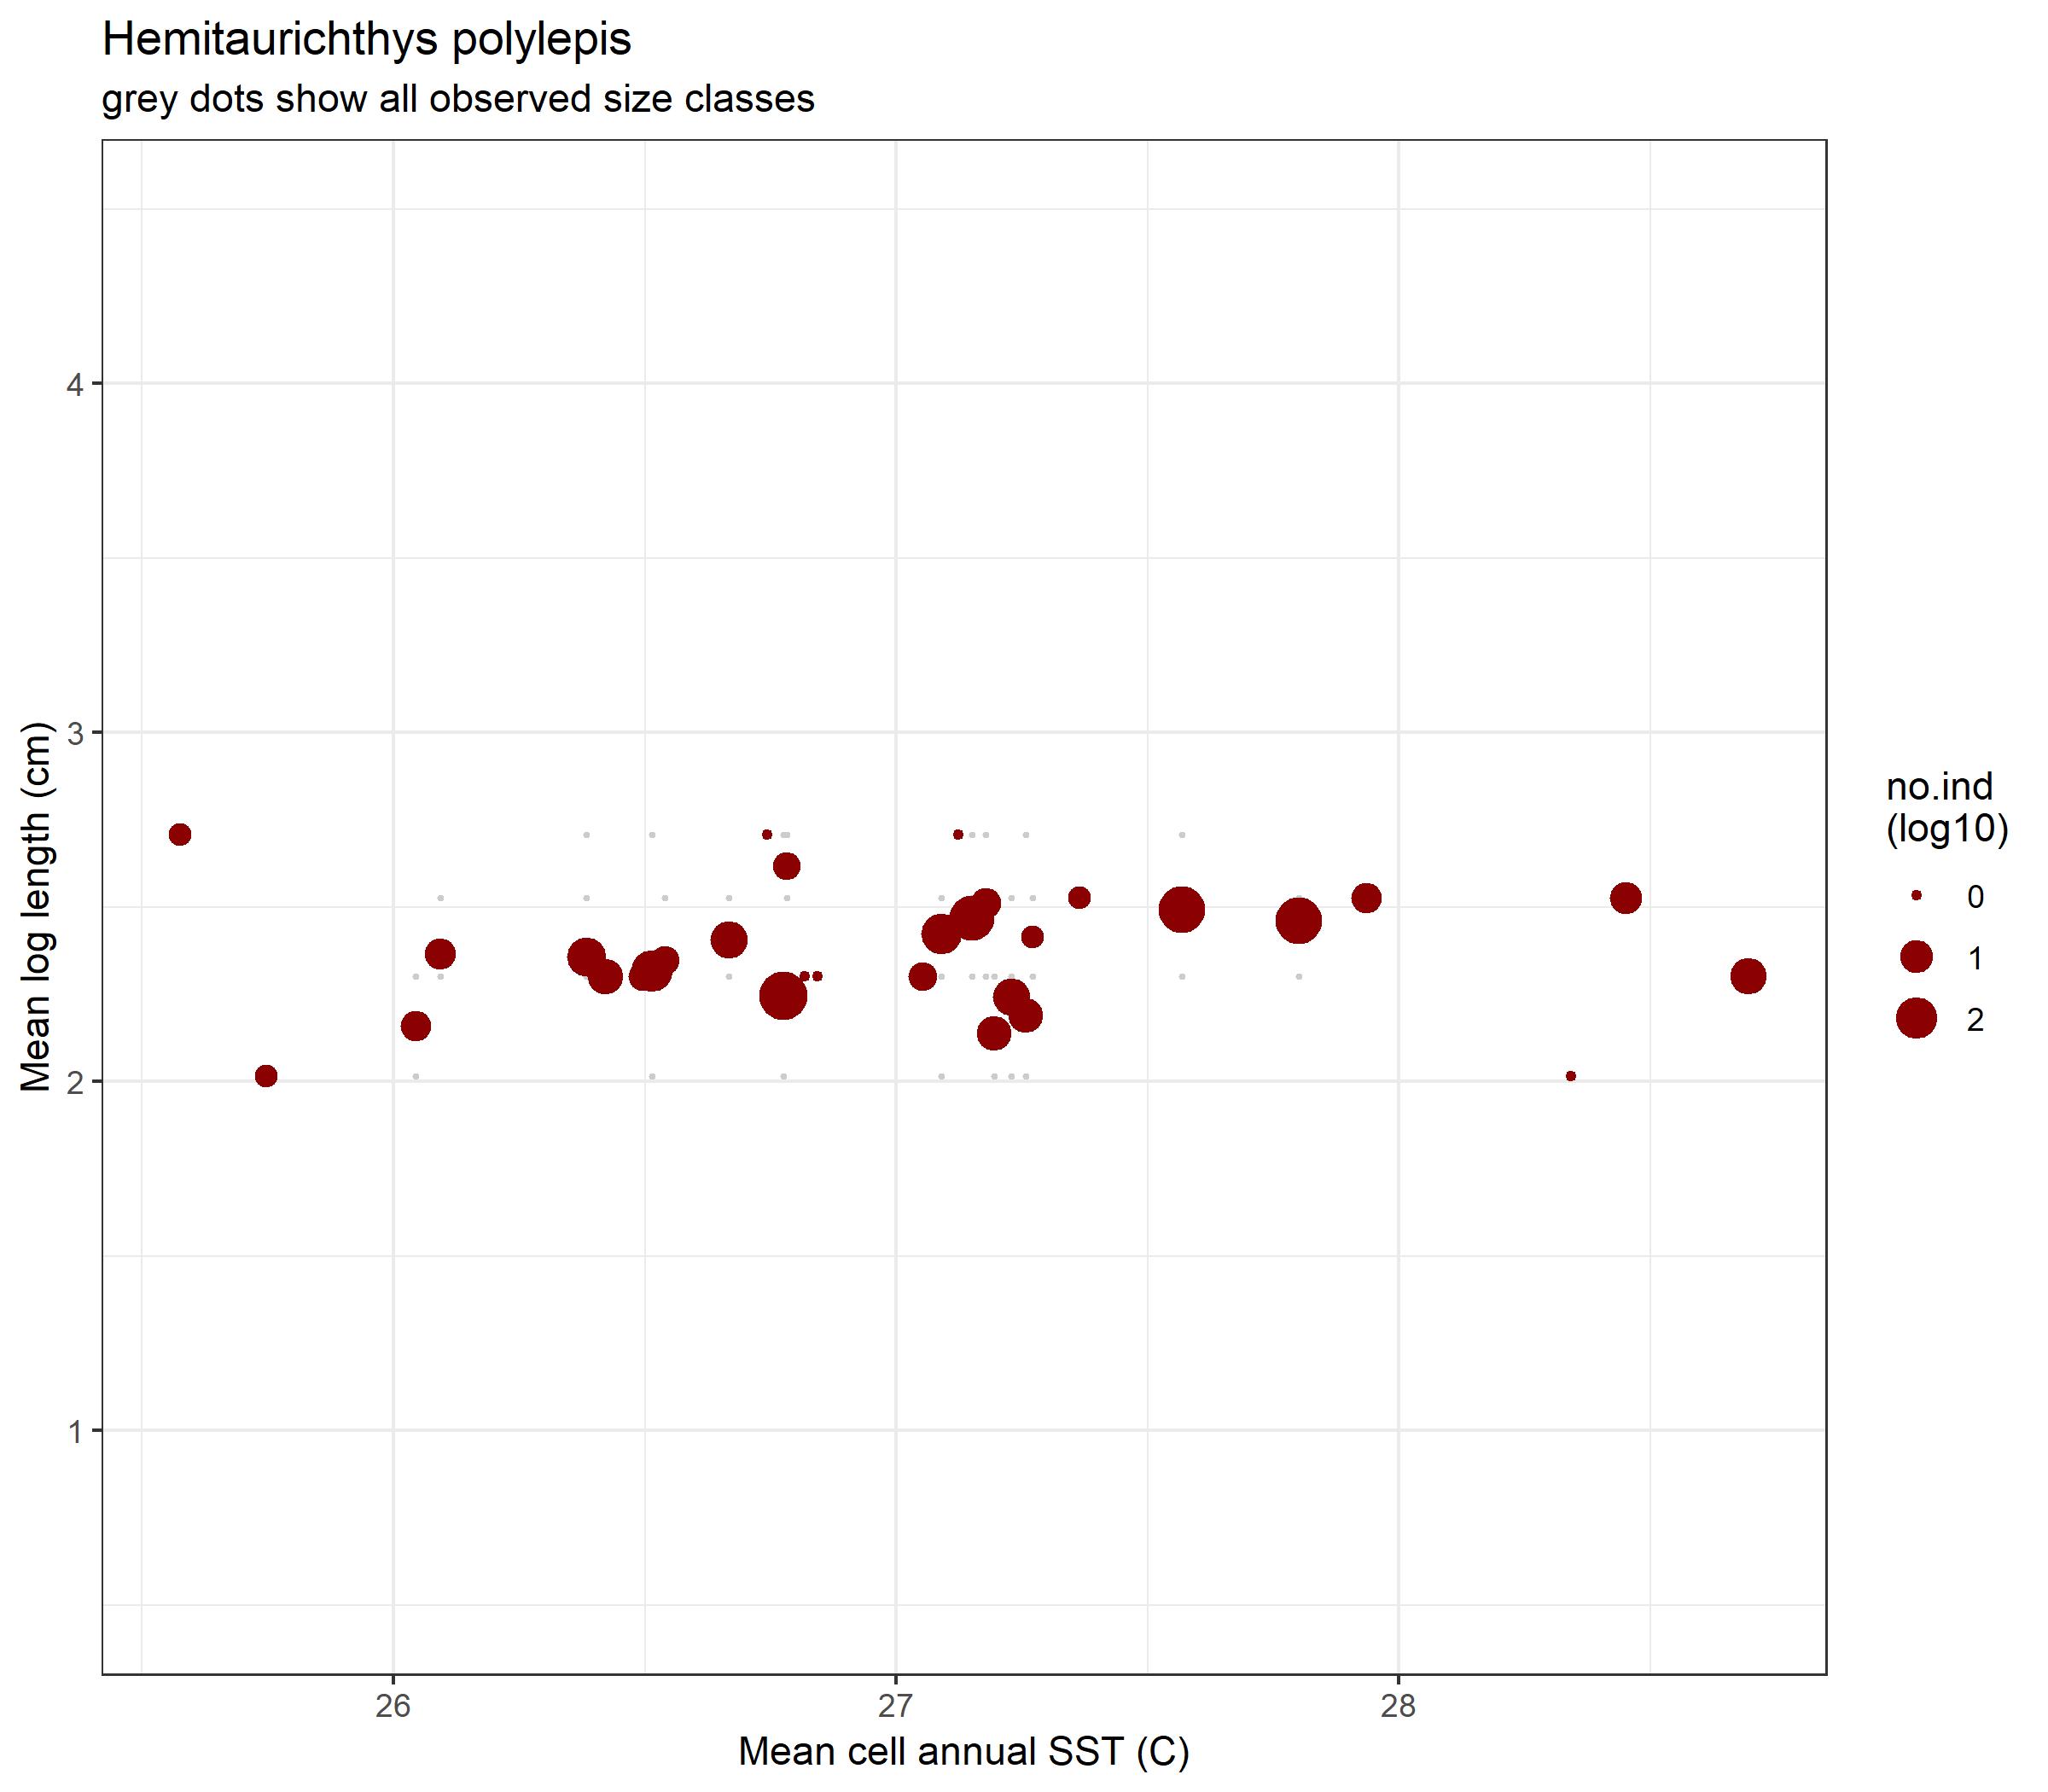 Hemitaurichthys polylepis
grey dots show all observed size classes
4
3
2
1
Mean log length (cm)
26 27 28
Mean cell annual SST (C)
no.ind
(log10)
0
1
2